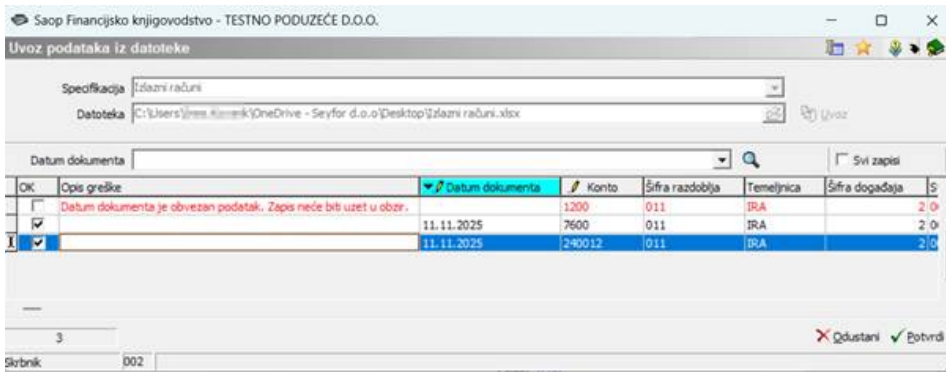 Saop Financijsko knjigovodstvo - TESTNO PODUZEĆE D.O.O.
Uvoz podataka iz datoteke
Specifikacija Izlazni računi
Datoteka C:\Users\ \OneDrive - Seyfor d.o.o\Desktop\Izlazni računi.xlsx Uvoz
Datum dokumenta Svi zapisi
OK Opis greške Datum dokumenta Konto Šifra razdoblja Temeljnica Šifra događaja S
Datum dokumenta je obvezan podatak. Zapis neće biti uzet u obzir. 1200 011 IRA 2 0
11.11.2025 7600 011 IRA 2 0
11.11.2025 240012 011 IRA 2 0
3
Odustani Potvrdi
Skrbnik 002